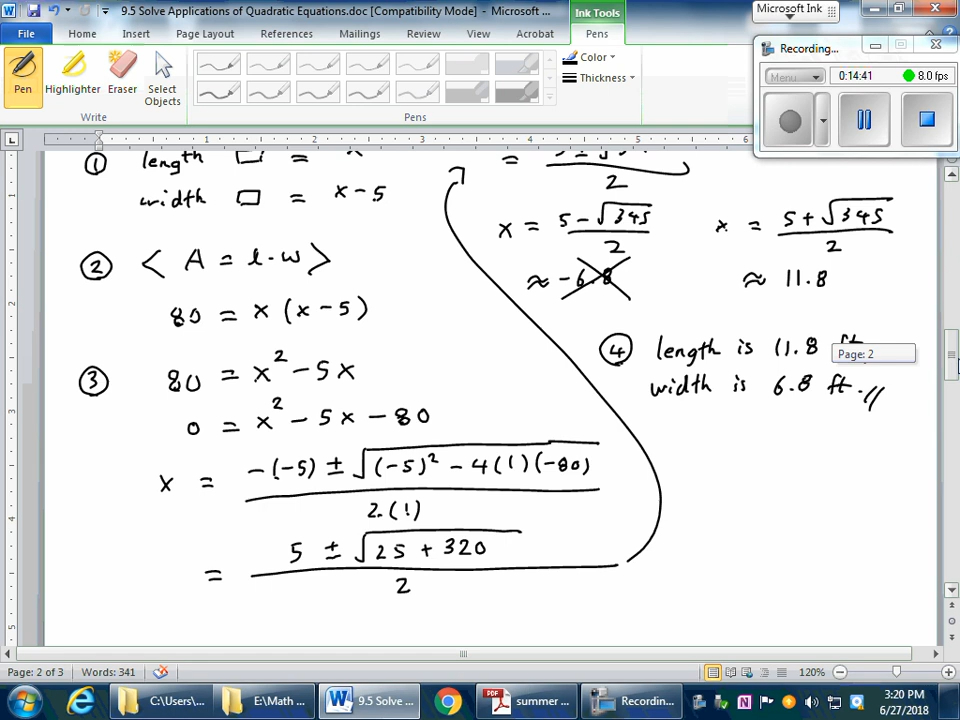 9.5 Solve Applications of Quadratic Equations.doc [Compatibility Mode] - Microsoft Word...
Ink Tools
Microsoft Ink
File Home Insert Page Layout References Mailings Review View Acrobat Pens
Pen Highlighter Eraser Select Objects
Color
Thickness
Write Pens
Recording...
Menu 0:14:41 8.0 fps
① length □ = x
width □ = x - 5
② < A = l·w >
80 = x (x - 5)
③ 80 = x² - 5x
0 = x² - 5x - 80
x = -(-5) ± √(-5)² - 4(1)(-80)
2·(1)
= 5 ± √25 + 320
2
=
2
x = 5 - √345
2
≈ -6.8
x = 5 + √345
2
≈ 11.8
④ length is 11.8 ft
Page: 2
width is 6.8 ft.//
Page: 2 of 3 Words: 341 120%
C:\Users\... E:\Math ... 9.5 Solve ... summer ... Recordin... 3:20 PM
6/27/2018